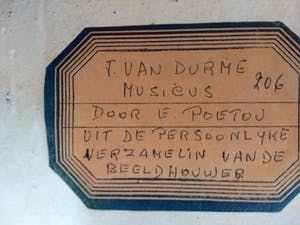 J. VAN DURME
MUSICUS 206
DOOR E. POETOU
UIT DE PERSOONLYKE
VERZAMELIN VAN DE
BEELDHOUWER